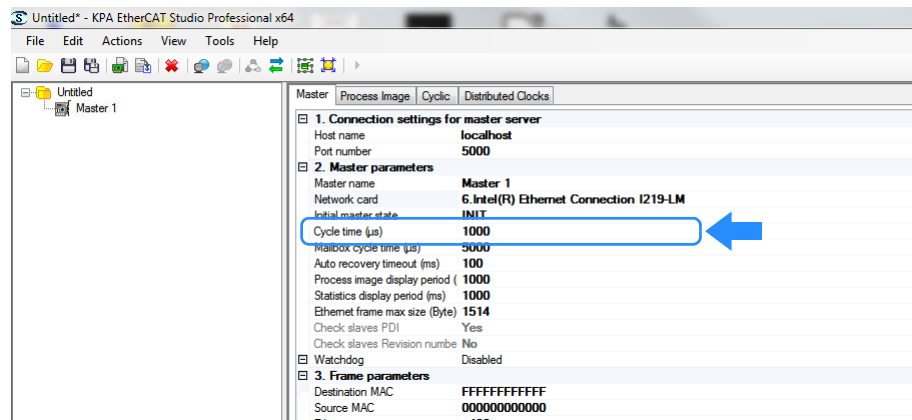 Untitled* - KPA EtherCAT Studio Professional x64
File Edit Actions View Tools Help
Untitled
Master 1
Master Process Image Cyclic Distributed Clocks
1. Connection settings for master server
Host name localhost
Port number 5000
2. Master parameters
Master name Master 1
Network card 6.Intel(R) Ethernet Connection I219-LM
Initial master state INIT
Cycle time (µs) 1000
Mailbox cycle time (µs) 5000
Auto recovery timeout (ms) 100
Process image display period ( 1000
Statistics display period (ms) 1000
Ethernet frame max size (Byte) 1514
Check slaves PDI Yes
Check slaves Revision numbe No
Watchdog Disabled
3. Frame parameters
Destination MAC FFFFFFFFFFFF
Source MAC 000000000000